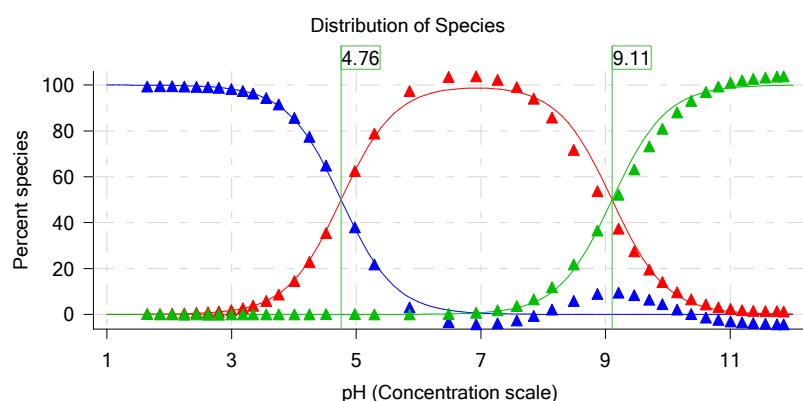 Distribution of Species
4.76
9.11
100
80
60
40
20
0
Percent species
1 3 5 7 9 11
pH (Concentration scale)